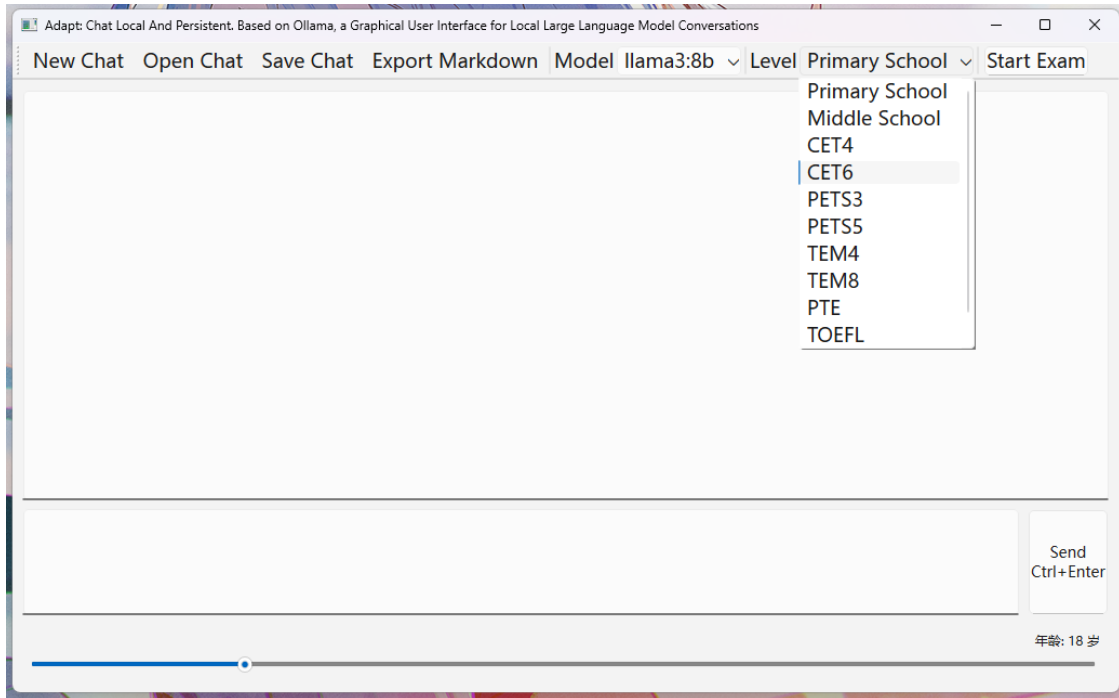 Adapt: Chat Local And Persistent. Based on Ollama, a Graphical User Interface for Local Large Language Model Conversations
New Chat Open Chat Save Chat Export Markdown Model llama3:8b Level Primary School Start Exam
Primary School
Middle School
CET4
CET6
PETS3
PETS5
TEM4
TEM8
PTE
TOEFL
Send
Ctrl+Enter
年龄: 18 岁